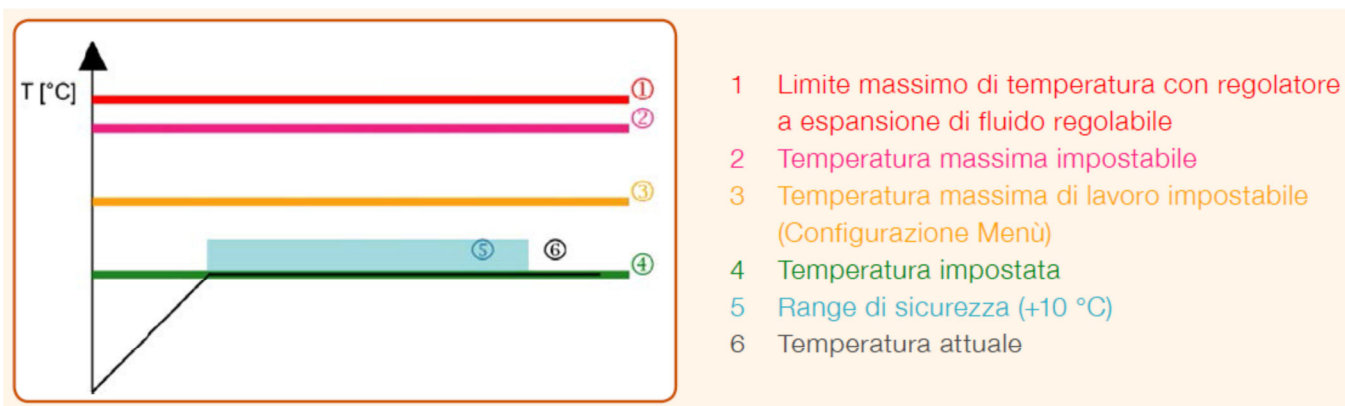 T [°C]
①
②
③
⑤
⑥
④
1 Limite massimo di temperatura con regolatore
a espansione di fluido regolabile
2 Temperatura massima impostabile
3 Temperatura massima di lavoro impostabile
(Configurazione Menù)
4 Temperatura impostata
5 Range di sicurezza (+10 °C)
6 Temperatura attuale